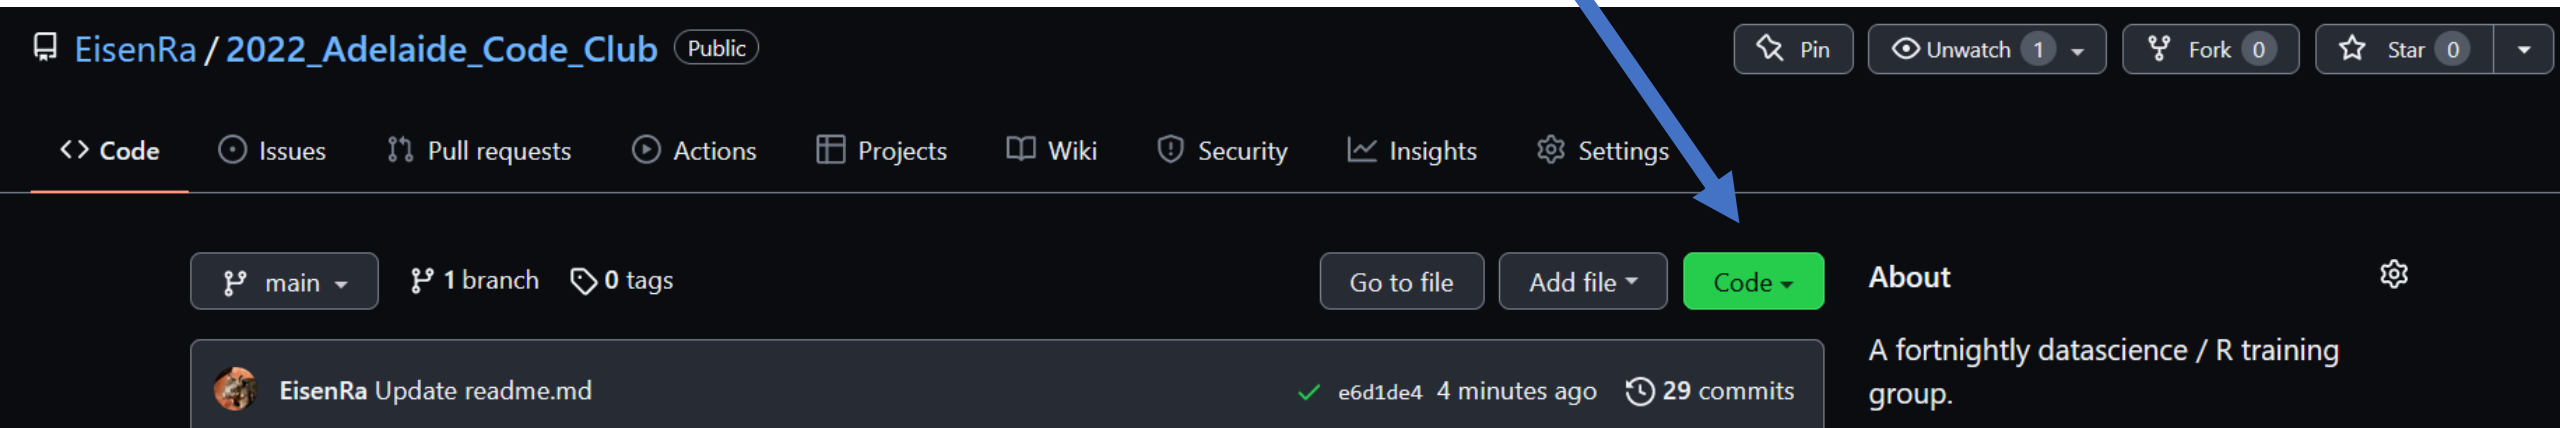 EisenRa / 2022_Adelaide_Code_Club Public Pin Unwatch 1 Fork 0 Star 0
Code Issues Pull requests Actions Projects Wiki Security Insights Settings
main 1 branch 0 tags Go to file Add file Code About
A fortnightly datascience / R training
group.
EisenRa Update readme.md e6d1de4 4 minutes ago 29 commits